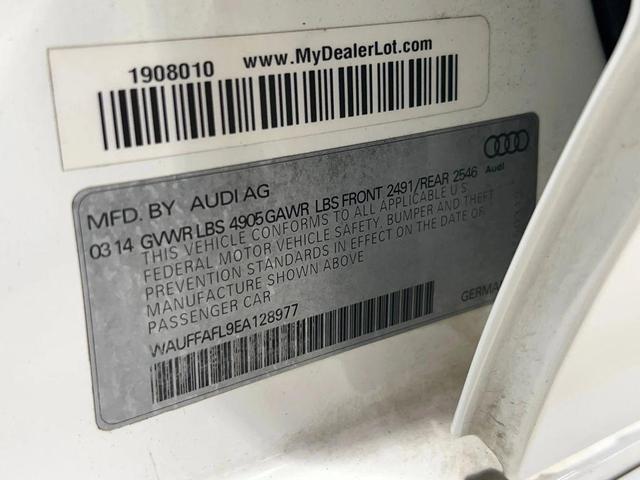 1908010 www.MyDealerLot.com
Audi
MFD. BY AUDI AG
03 14 GVWR LBS 4905 GAWR LBS FRONT 2491/REAR 2546
THIS VEHICLE CONFORMS TO ALL APPLICABLE U S
FEDERAL MOTOR VEHICLE SAFETY, BUMPER AND THEFT
PREVENTION STANDARDS IN EFFECT ON THE DATE OF
MANUFACTURE SHOWN ABOVE
PASSENGER CAR
WAUFFAFL9EA128977 GERMA